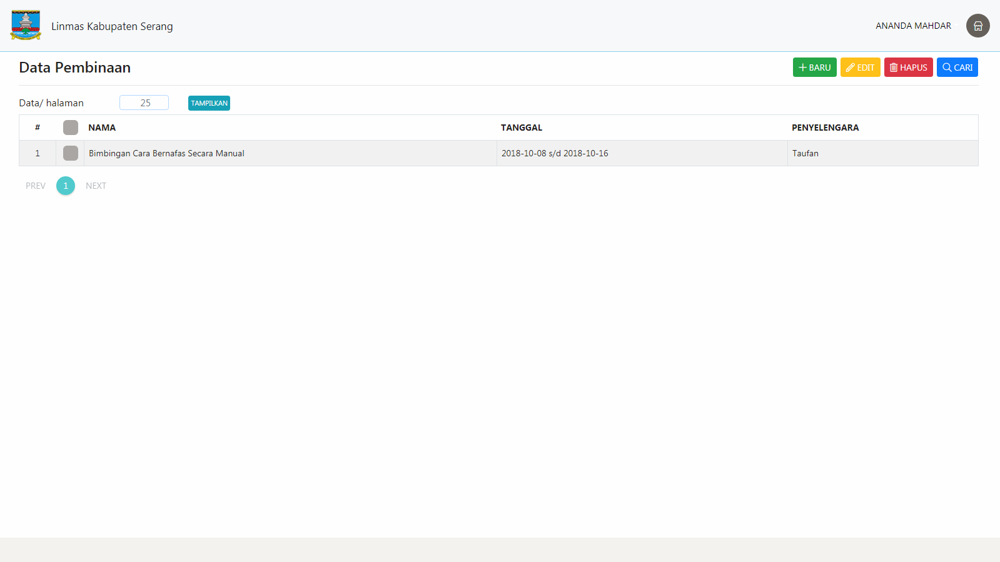 Linmas Kabupaten Serang
ANANDA MAHDAR
Data Pembinaan
BARU
EDIT
HAPUS
CARI
Data/ halaman 25 TAMPILKAN
# NAMA TANGGAL PENYELENGARA
1 Bimbingan Cara Bernafas Secara Manual 2018-10-08 s/d 2018-10-16 Taufan
PREV 1 NEXT